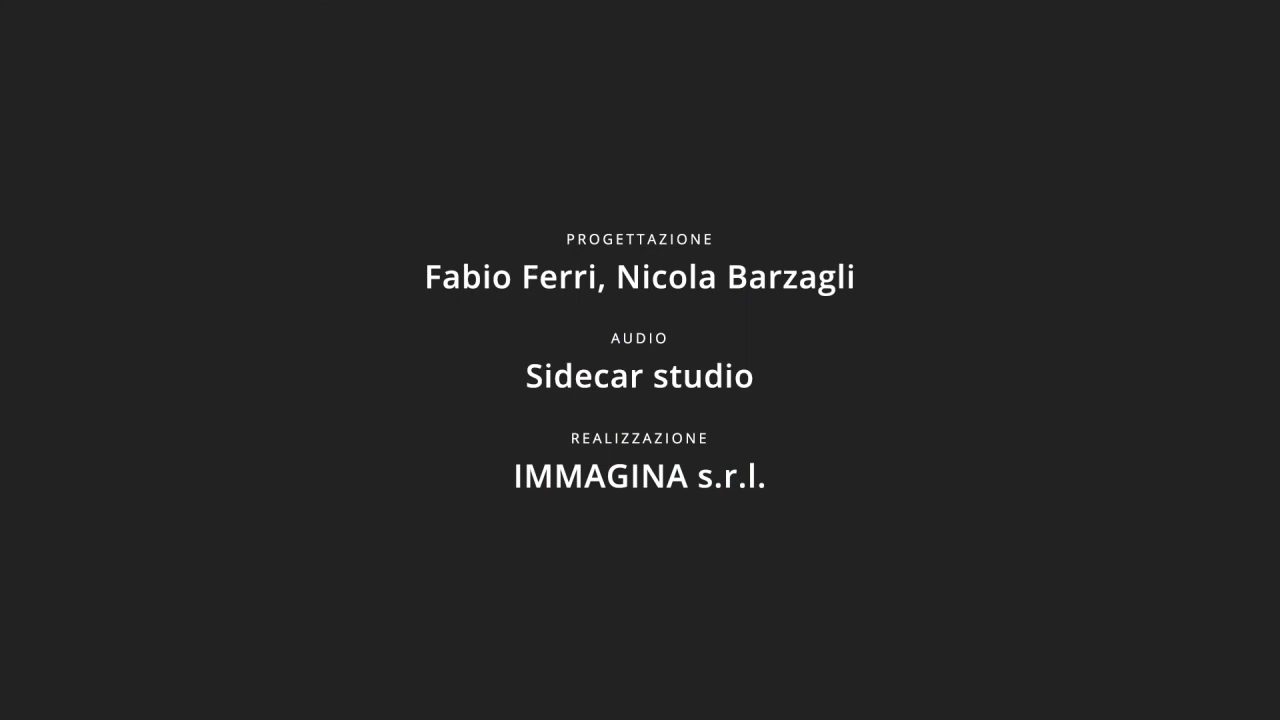 PROGETTAZIONE
Fabio Ferri, Nicola Barzagli
AUDIO
Sidecar studio
REALIZZAZIONE
IMMAGINA s.r.l.